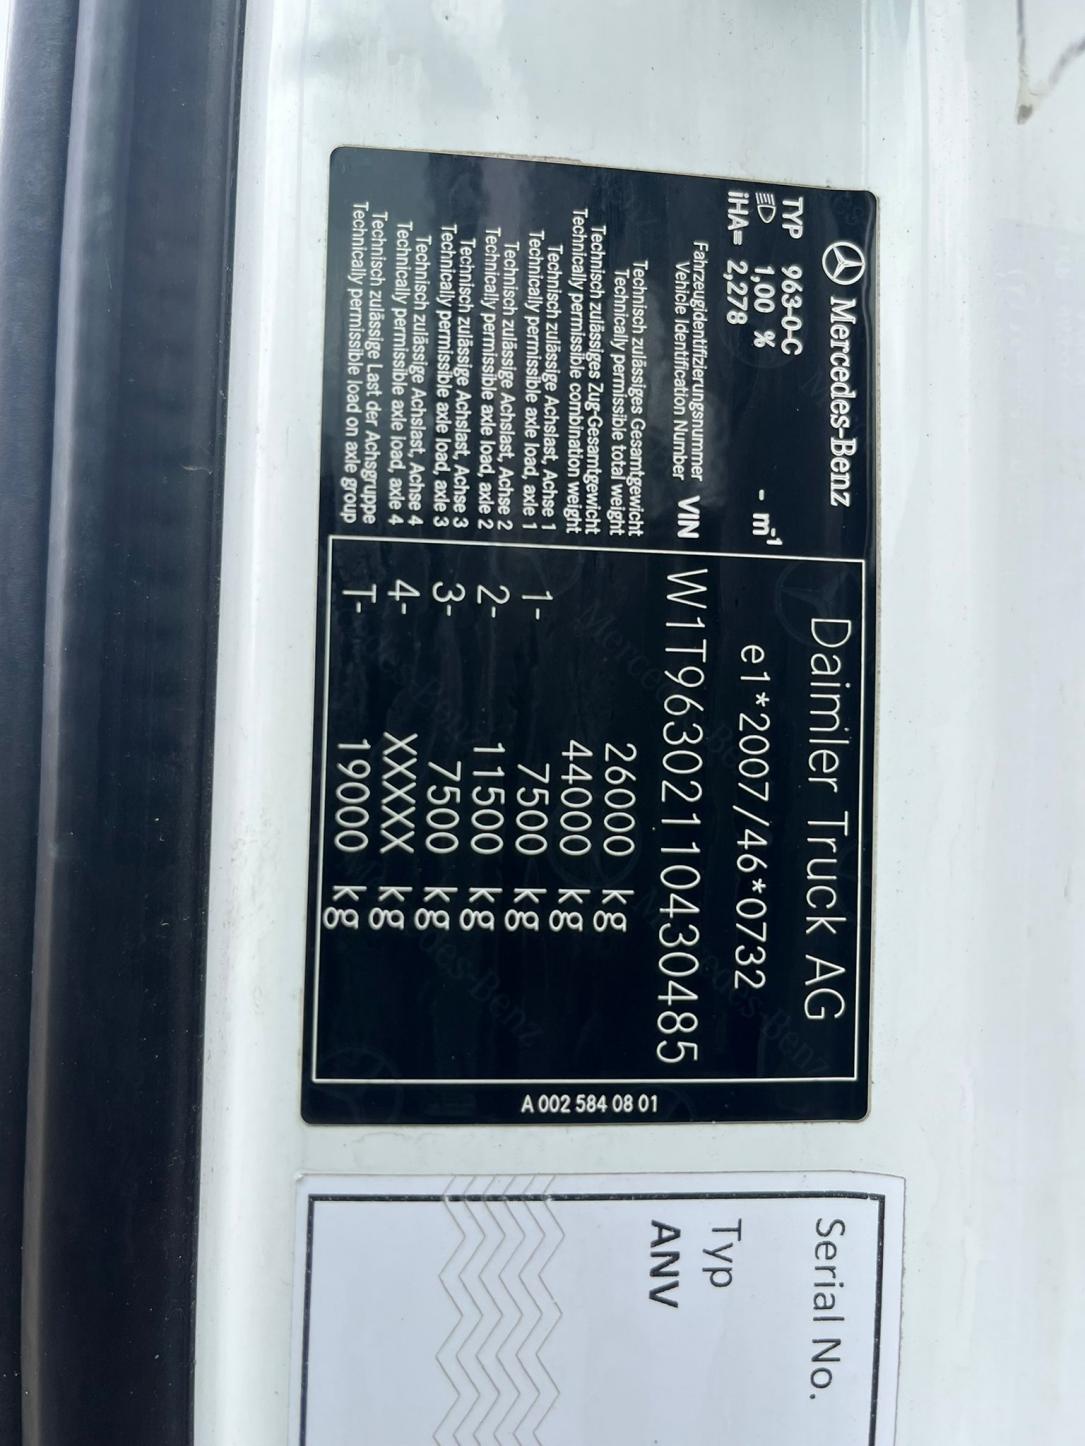 Mercedes-Benz
TYP 963-0-C
1,00 % - m⁻¹
iHA= 2,278
Daimler Truck AG
e1*2007/46*0732
Fahrzeugidentifizierungsnummer
Vehicle Identification Number VIN W1T96302110430485
Technisch zulässiges Gesamtgewicht
Technically permissible total weight 26000 kg
Technisch zulässiges Zug-Gesamtgewicht
Technically permissible combination weight 44000 kg
Technisch zulässige Achslast, Achse 1
Technically permissible axle load, axle 1 1- 7500 kg
Technisch zulässige Achslast, Achse 2
Technically permissible axle load, axle 2 2- 11500 kg
Technisch zulässige Achslast, Achse 3
Technically permissible axle load, axle 3 3- 7500 kg
Technisch zulässige Achslast, Achse 4
Technically permissible axle load, axle 4 4- XXXXX kg
Technisch zulässige Last der Achsgruppe
Technically permissible load on axle group T- 19000 kg
A 002 584 08 01
Serial No.
Typ
ANV